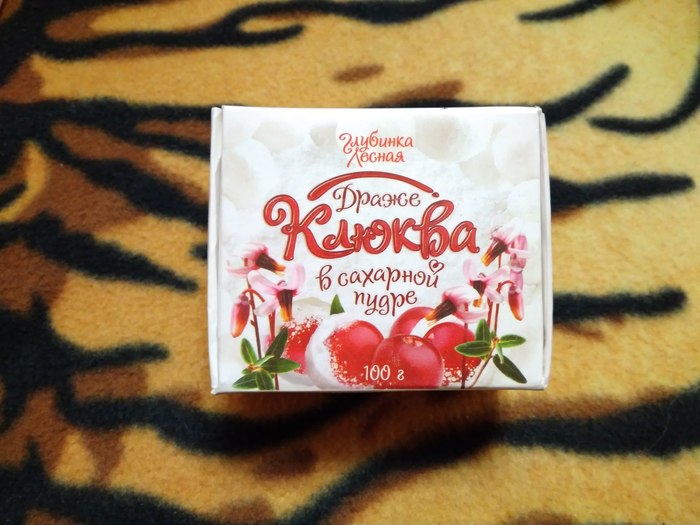 Глубинка
Лесная
Драже
Клюква
в сахарной
пудре
100 г